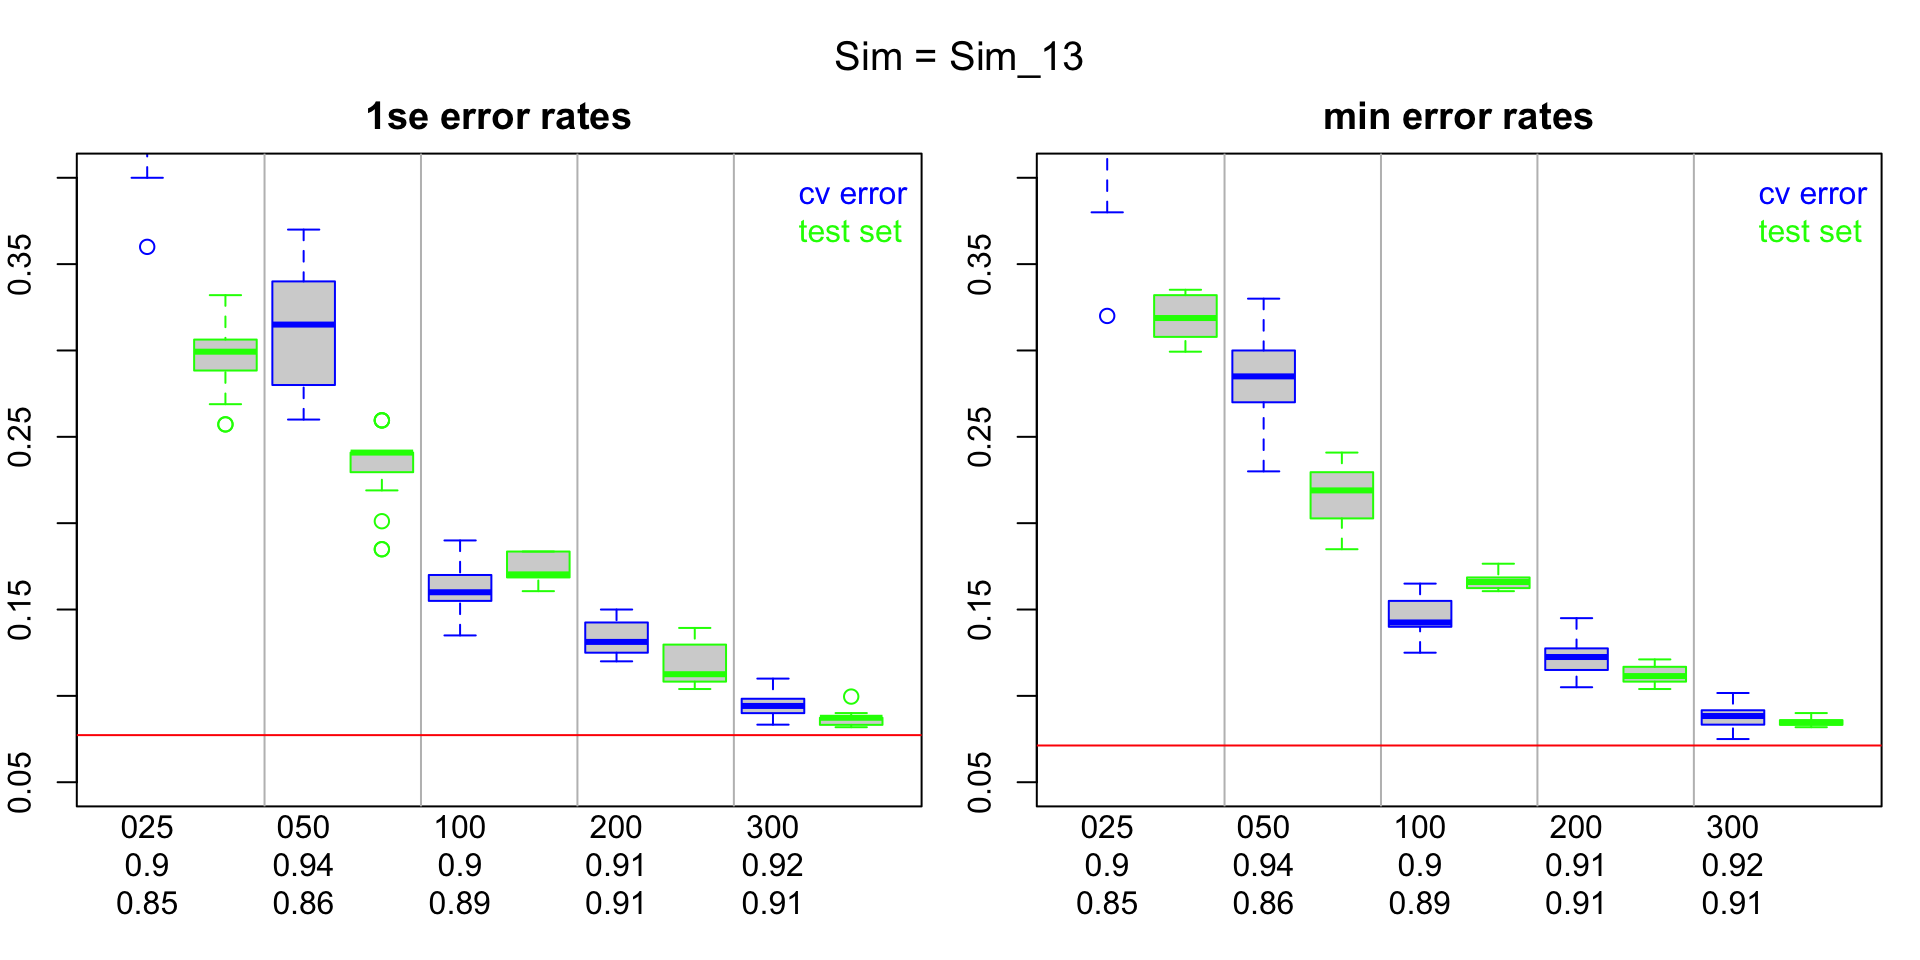 Sim = Sim_13
1se error rates
cv error
test set
0.35
0.25
0.15
0.05
025 050 100 200 300
0.9 0.94 0.9 0.91 0.92
0.85 0.86 0.89 0.91 0.91
min error rates
cv error
test set
0.35
0.25
0.15
0.05
025 050 100 200 300
0.9 0.94 0.9 0.91 0.92
0.85 0.86 0.89 0.91 0.91